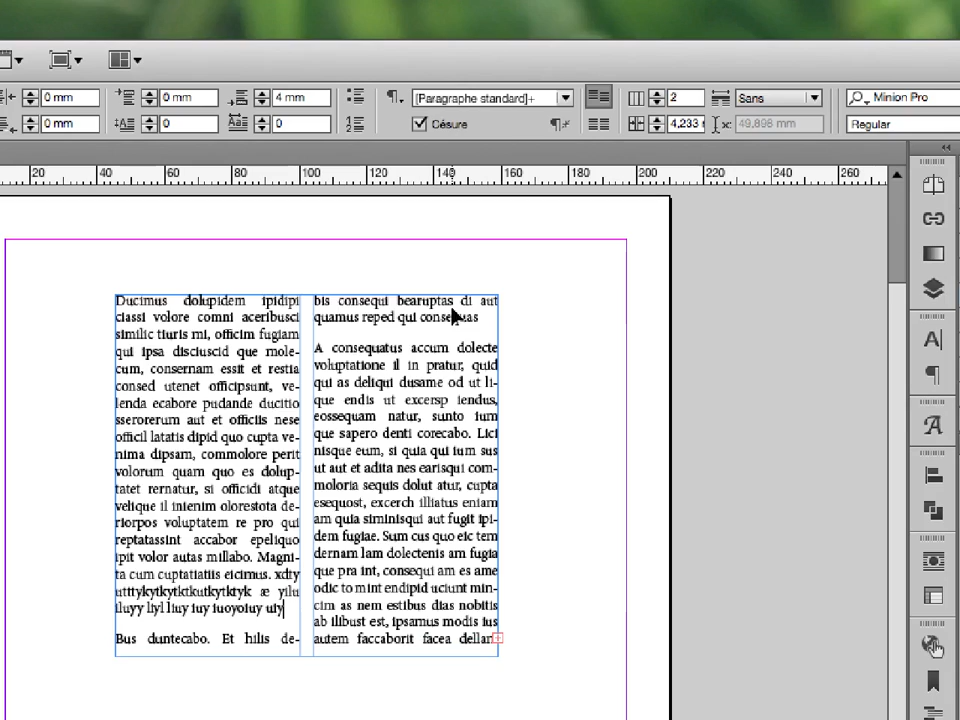 0 mm
0 mm
4 mm
[Paragraphe standard]+
2
Sans
Minion Pro
0 mm
0
0
Césure
4,233
x:
49,898 mm
Regular
20 40 60 80 100 120 140 160 180 200 220 240 260
Ducimus dolupidem ipidipi
ciassi volore comni aceribusci
similic tiuris mi, officim fugiam
qui ipsa disciuscid que mole-
cum, consernam essit et restia
consed utenet officipsunt, ve-
lenda ecabore pudande ducitio
sserorerum aut et officiis nese
officil latatis dipid quo cupta ve-
nima dipsam, commolore perit
volorum quam quo es dolup-
tatet rernatur, si officidi atque
velique il inienim olorestota de-
riorpos voluptatem re pro qui
reptatassint accabor epeliquo
ipit volor autas millabo. Magni-
ta cum cuptatiatiis eicimus. xdty
utttykytkytktkutkytktyk æ yilu
iluyy liyl liuy iuy iuoyoiuy uiy
Bus duntecabo. Et hilis de-
bis consequi bearuptas di aut
quamus reped qui consequas
A consequatus accum dolecte
voluptatione il in pratur, quid
qui as deliqui dusame od ut li-
que endis ut excersp iendus,
eossequam natur, sunto ium
que sapero denti corecabo. Lici
nisque eum, si quia qui ium sus
ut aut et adita nes earisqui com-
moloria sequis dolut atur, cupta
esequost, excerch illiatus eniam
am quia siminisqui aut fugit ipi-
dem fugiae. Sum cus quo eic tem
dernam lam dolectenis am fugia
que pra int, consequi am es ame
odic to mint endipid uciunt min-
cim as nem estibus dias nobitis
ab ilibust est, ipsamus modis ius
autem faccaborit facea dellan